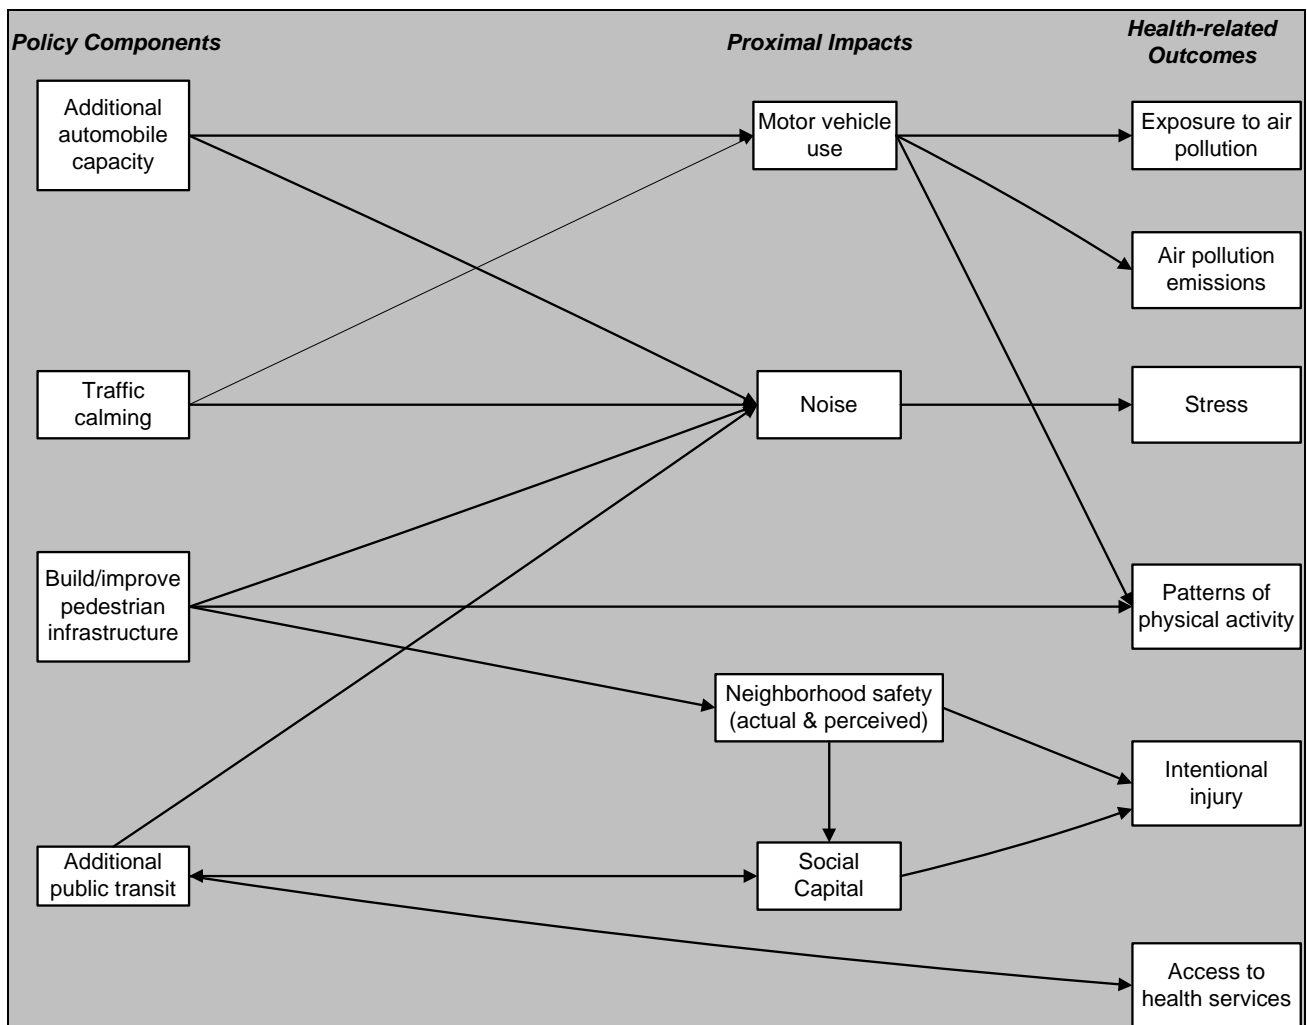 Policy Components
Proximal Impacts
Health-related
Outcomes
Additional
automobile
capacity
Motor vehicle
use
Exposure to air
pollution
Air pollution
emissions
Traffic
calming
Noise
Stress
Build/improve
pedestrian
infrastructure
Patterns of
physical activity
Neighborhood safety
(actual & perceived)
Intentional
injury
Additional
public transit
Social
Capital
Access to
health services